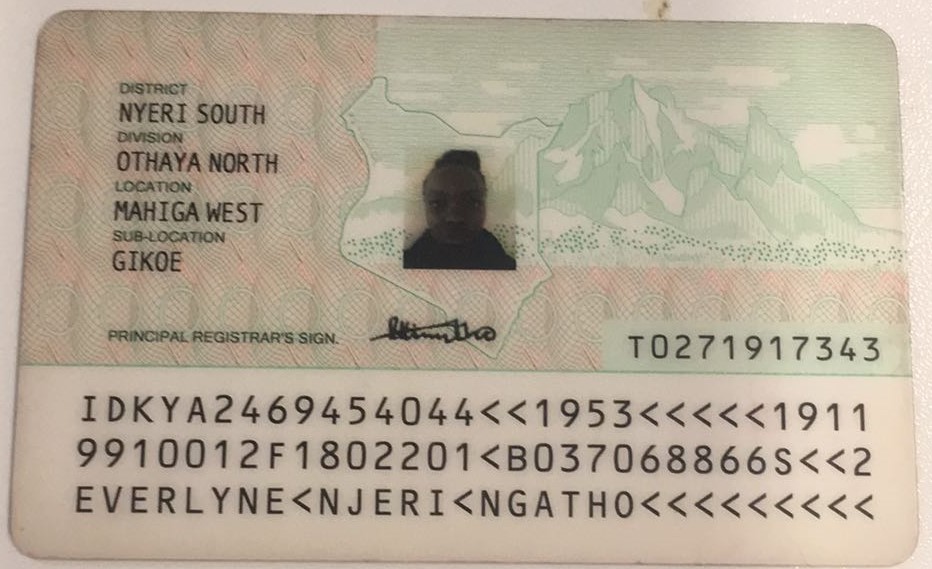 DISTRICT
NYERI SOUTH
DIVISION
OTHAYA NORTH
LOCATION
MAHIGA WEST
SUB-LOCATION
GIKOE
PRINCIPAL REGISTRAR'S SIGN.
T0271917343
IDKYA2469454044<<1953<<<<<1911
9910012F1802201<B037068866S<<2
EVERLYNE<NJERI<NGATHO<<<<<<<<<